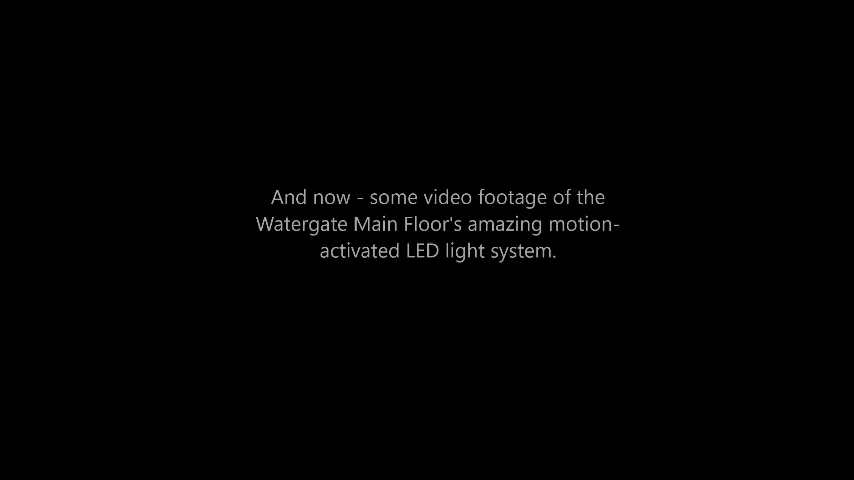 And now - some video footage of the
Watergate Main Floor's amazing motion-
activated LED light system.